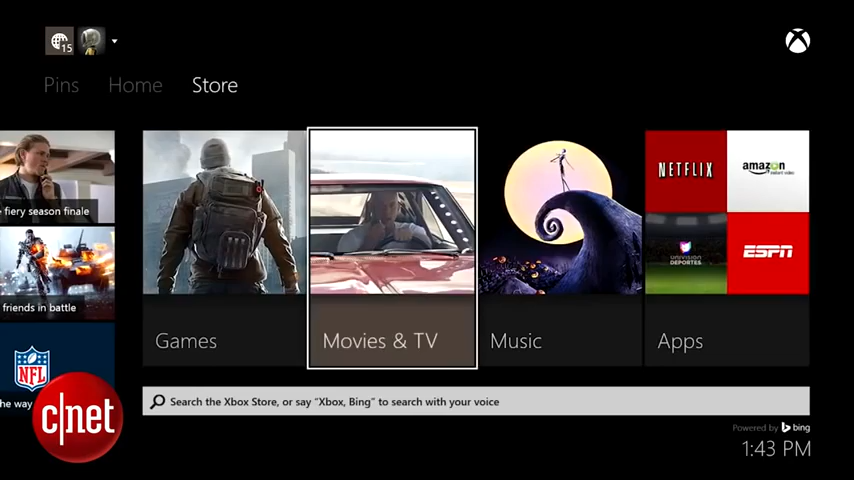 15
Pins Home Store
e fiery season finale
friends in battle
NFL
he way
Games
Movies & TV
Music
NETFLIX
amazon
instant video
UNIVISION
DEPORTES
ESPN
Apps
Search the Xbox Store, or say “Xbox, Bing” to search with your voice
Powered by bing
1:43 PM
c|net